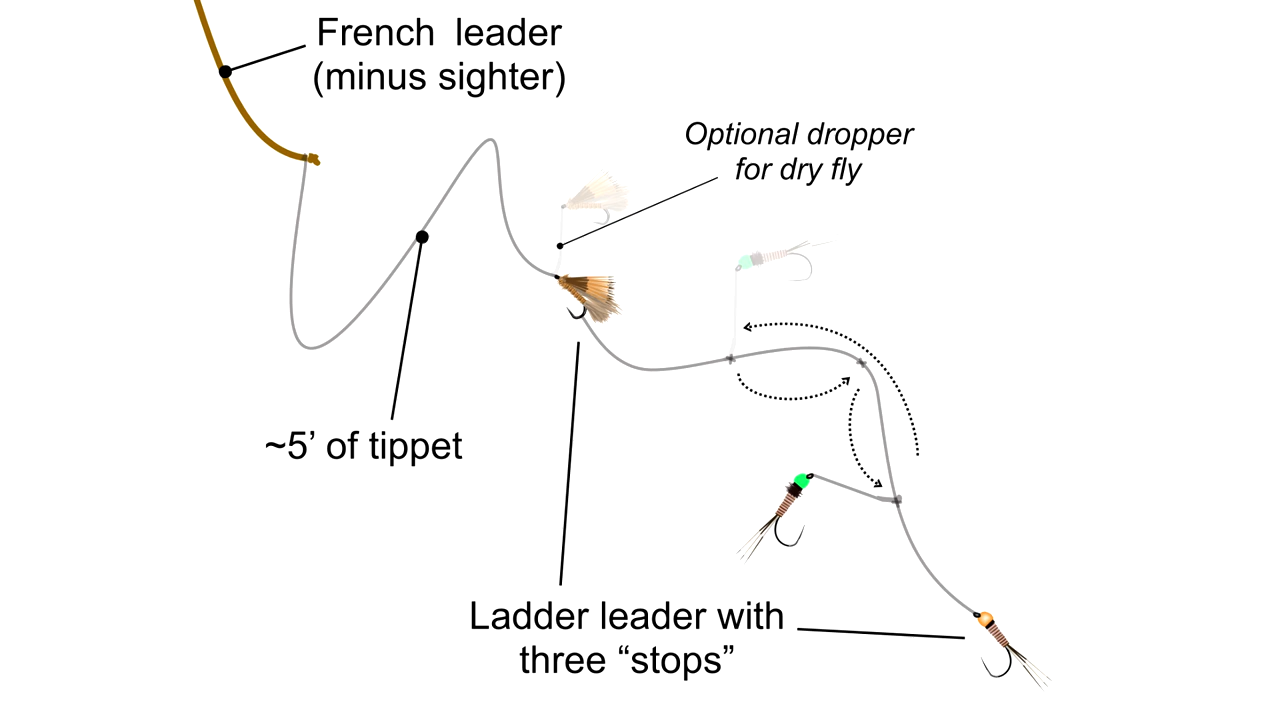 French leader
(minus sighter)
Optional dropper
for dry fly
~5’ of tippet
Ladder leader with
three “stops”